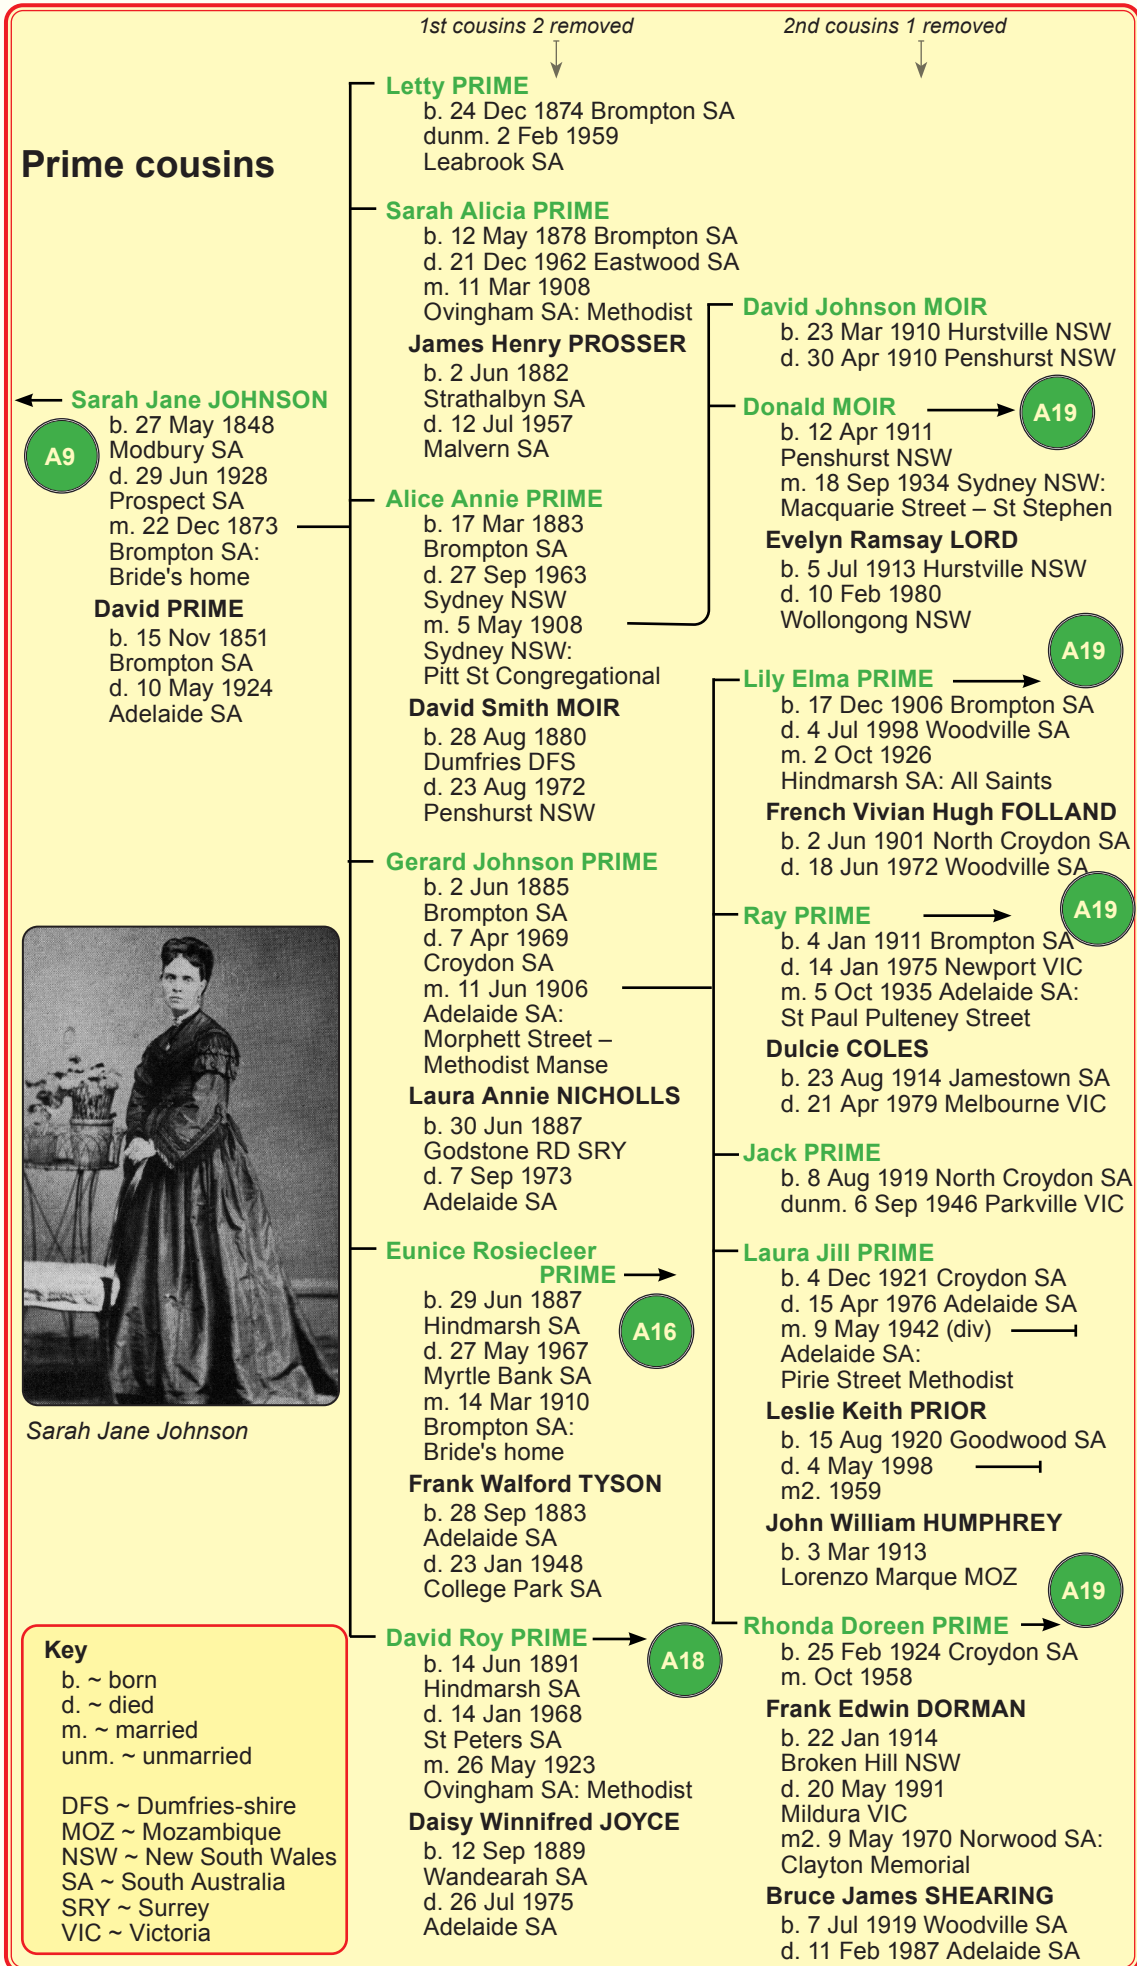 1st cousins 2 removed
2nd cousins 1 removed
Prime cousins
Sarah Jane JOHNSON
A9
b. 27 May 1848
Modbury SA
d. 29 Jun 1928
Prospect SA
m. 22 Dec 1873
Brompton SA:
Bride's home
David PRIME
b. 15 Nov 1851
Brompton SA
d. 10 May 1924
Adelaide SA
Sarah Jane Johnson
Key
b. ~ born
d. ~ died
m. ~ married
unm. ~ unmarried
DFS ~ Dumfries-shire
MOZ ~ Mozambique
NSW ~ New South Wales
SA ~ South Australia
SRY ~ Surrey
VIC ~ Victoria
Letty PRIME
b. 24 Dec 1874 Brompton SA
dunm. 2 Feb 1959
Leabrook SA
Sarah Alicia PRIME
b. 12 May 1878 Brompton SA
d. 21 Dec 1962 Eastwood SA
m. 11 Mar 1908
Ovingham SA: Methodist
James Henry PROSSER
b. 2 Jun 1882
Strathalbyn SA
d. 12 Jul 1957
Malvern SA
Alice Annie PRIME
b. 17 Mar 1883
Brompton SA
d. 27 Sep 1963
Sydney NSW
m. 5 May 1908
Sydney NSW:
Pitt St Congregational
David Smith MOIR
b. 28 Aug 1880
Dumfries DFS
d. 23 Aug 1972
Penshurst NSW
Gerard Johnson PRIME
b. 2 Jun 1885
Brompton SA
d. 7 Apr 1969
Croydon SA
m. 11 Jun 1906
Adelaide SA:
Morphett Street –
Methodist Manse
Laura Annie NICHOLLS
b. 30 Jun 1887
Godstone RD SRY
d. 7 Sep 1973
Adelaide SA
Eunice Rosiecleer
PRIME
A16
b. 29 Jun 1887
Hindmarsh SA
d. 27 May 1967
Myrtle Bank SA
m. 14 Mar 1910
Brompton SA:
Bride's home
Frank Walford TYSON
b. 28 Sep 1883
Adelaide SA
d. 23 Jan 1948
College Park SA
David Roy PRIME
A18
b. 14 Jun 1891
Hindmarsh SA
d. 14 Jan 1968
St Peters SA
m. 26 May 1923
Ovingham SA: Methodist
Daisy Winnifred JOYCE
b. 12 Sep 1889
Wandearah SA
d. 26 Jul 1975
Adelaide SA
David Johnson MOIR
b. 23 Mar 1910 Hurstville NSW
d. 30 Apr 1910 Penshurst NSW
Donald MOIR
A19
b. 12 Apr 1911
Penshurst NSW
m. 18 Sep 1934 Sydney NSW:
Macquarie Street – St Stephen
Evelyn Ramsay LORD
b. 5 Jul 1913 Hurstville NSW
d. 10 Feb 1980
Wollongong NSW
A19
Lily Elma PRIME
b. 17 Dec 1906 Brompton SA
d. 4 Jul 1998 Woodville SA
m. 2 Oct 1926
Hindmarsh SA: All Saints
French Vivian Hugh FOLLAND
b. 2 Jun 1901 North Croydon SA
d. 18 Jun 1972 Woodville SA
Ray PRIME
A19
b. 4 Jan 1911 Brompton SA
d. 14 Jan 1975 Newport VIC
m. 5 Oct 1935 Adelaide SA:
St Paul Pulteney Street
Dulcie COLES
b. 23 Aug 1914 Jamestown SA
d. 21 Apr 1979 Melbourne VIC
Jack PRIME
b. 8 Aug 1919 North Croydon SA
dunm. 6 Sep 1946 Parkville VIC
Laura Jill PRIME
b. 4 Dec 1921 Croydon SA
d. 15 Apr 1976 Adelaide SA
m. 9 May 1942 (div)
Adelaide SA:
Pirie Street Methodist
Leslie Keith PRIOR
b. 15 Aug 1920 Goodwood SA
d. 4 May 1998
m2. 1959
John William HUMPHREY
b. 3 Mar 1913
Lorenzo Marque MOZ
A19
Rhonda Doreen PRIME
b. 25 Feb 1924 Croydon SA
m. Oct 1958
Frank Edwin DORMAN
b. 22 Jan 1914
Broken Hill NSW
d. 20 May 1991
Mildura VIC
m2. 9 May 1970 Norwood SA:
Clayton Memorial
Bruce James SHEARING
b. 7 Jul 1919 Woodville SA
d. 11 Feb 1987 Adelaide SA